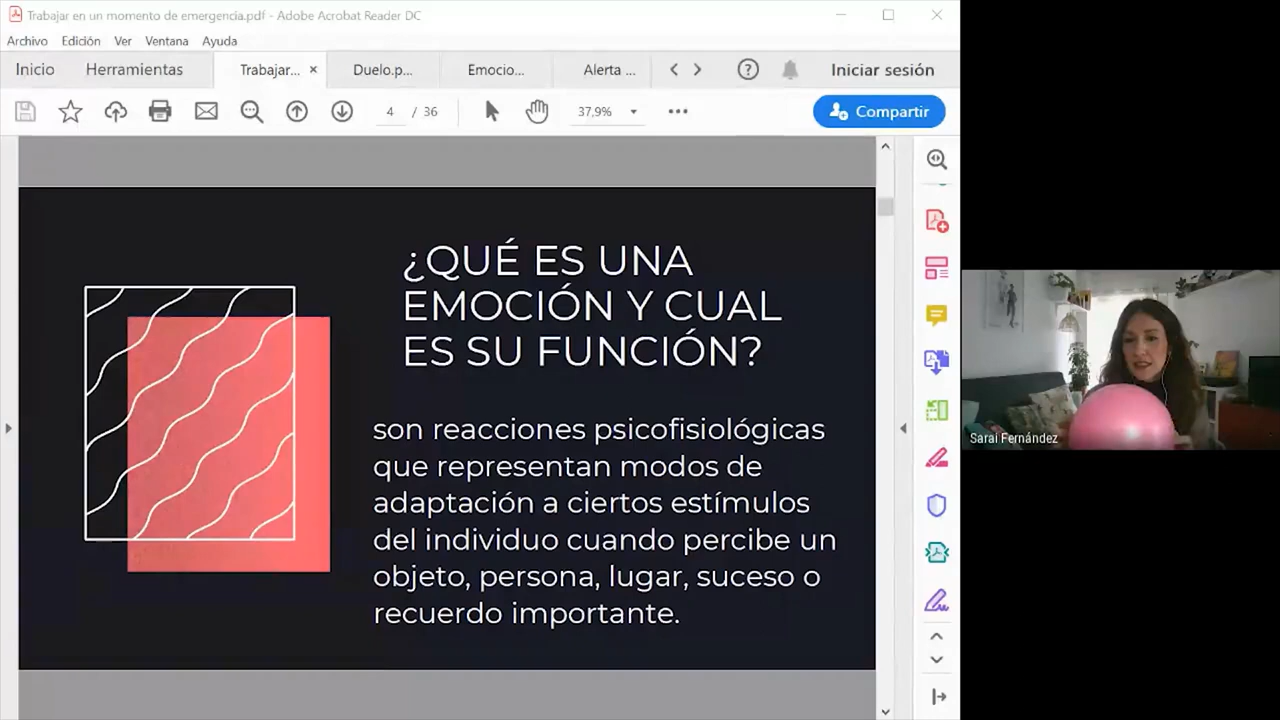 Trabajar en un momento de emergencia.pdf - Adobe Acrobat Reader DC
Archivo Edición Ver Ventana Ayuda
Inicio Herramientas Trabajar... × Duelo.p... Emocio... Alerta ... Iniciar sesión
4 / 36 37,9% Compartir
¿QUÉ ES UNA
EMOCIÓN Y CUAL
ES SU FUNCIÓN?
son reacciones psicofisiológicas
que representan modos de
adaptación a ciertos estímulos
del individuo cuando percibe un
objeto, persona, lugar, suceso o
recuerdo importante.
Sarai Fernández